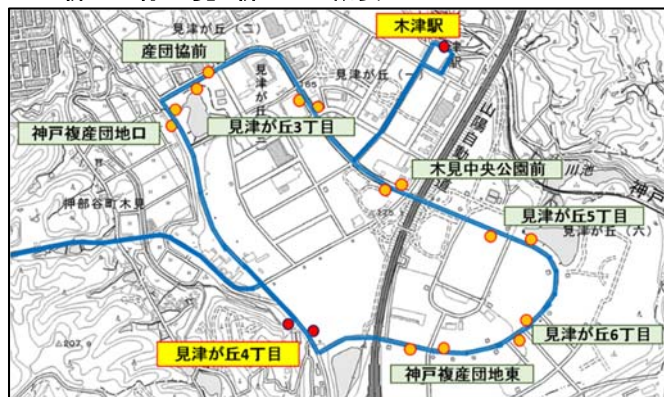 見津が丘(二)
木津駅
産団協前
見津が丘(一)
見津が丘3丁目
神戸複産団地口
山陽自動
木見中央公園前
川池
神戸
押部谷町木見
見津が丘5丁目
見津が丘(六)
見津が丘4丁目
見津が丘6丁目
神戸複産団地東